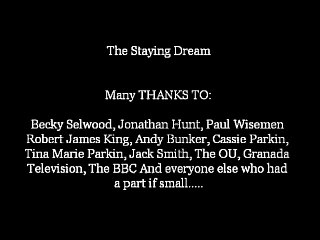 The Staying Dream
Many THANKS TO:
Becky Selwood, Jonathan Hunt, Paul Wisemen
Robert James King, Andy Bunker, Cassie Parkin,
Tina Marie Parkin, Jack Smith, The OU, Granada
Television, The BBC And everyone else who had
a part if small.....